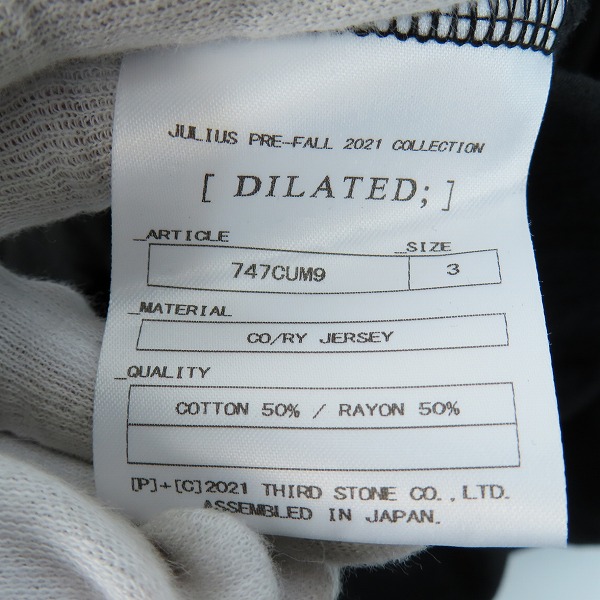 JULIUS PRE-FALL 2021 COLLECTION
[ DILATED; ]
_ARTICLE _SIZE
747CUM9 3
_MATERIAL
CO/RY JERSEY
_QUALITY
COTTON 50% / RAYON 50%
[P]+[C]2021 THIRD STONE CO.,LTD.
ASSEMBLED IN JAPAN.